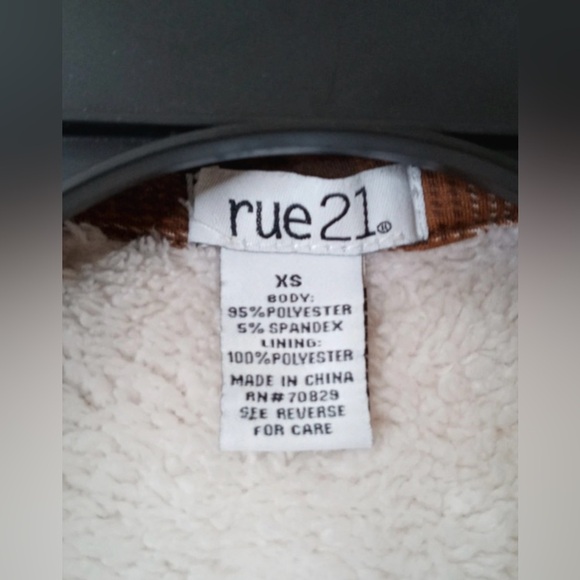 rue21®
XS
BODY:
95%POLYESTER
5% SPANDEX
LINING:
100%POLYESTER
MADE IN CHINA
RN#70829
SEE REVERSE
FOR CARE